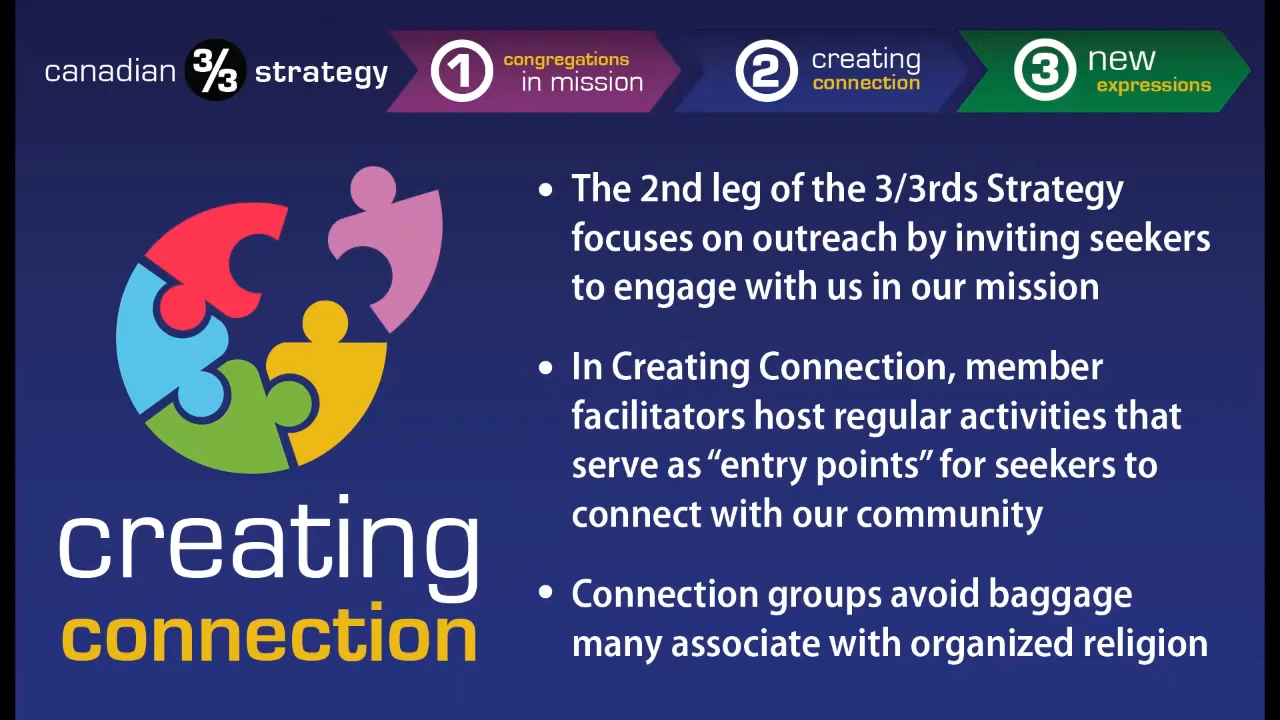 canadian 3/3 strategy
1 congregations in mission
2 creating connection
3 new expressions
• The 2nd leg of the 3/3rds Strategy
focuses on outreach by inviting seekers
to engage with us in our mission
• In Creating Connection, member
facilitators host regular activities that
serve as “entry points” for seekers to
connect with our community
• Connection groups avoid baggage
many associate with organized religion
creating
connection